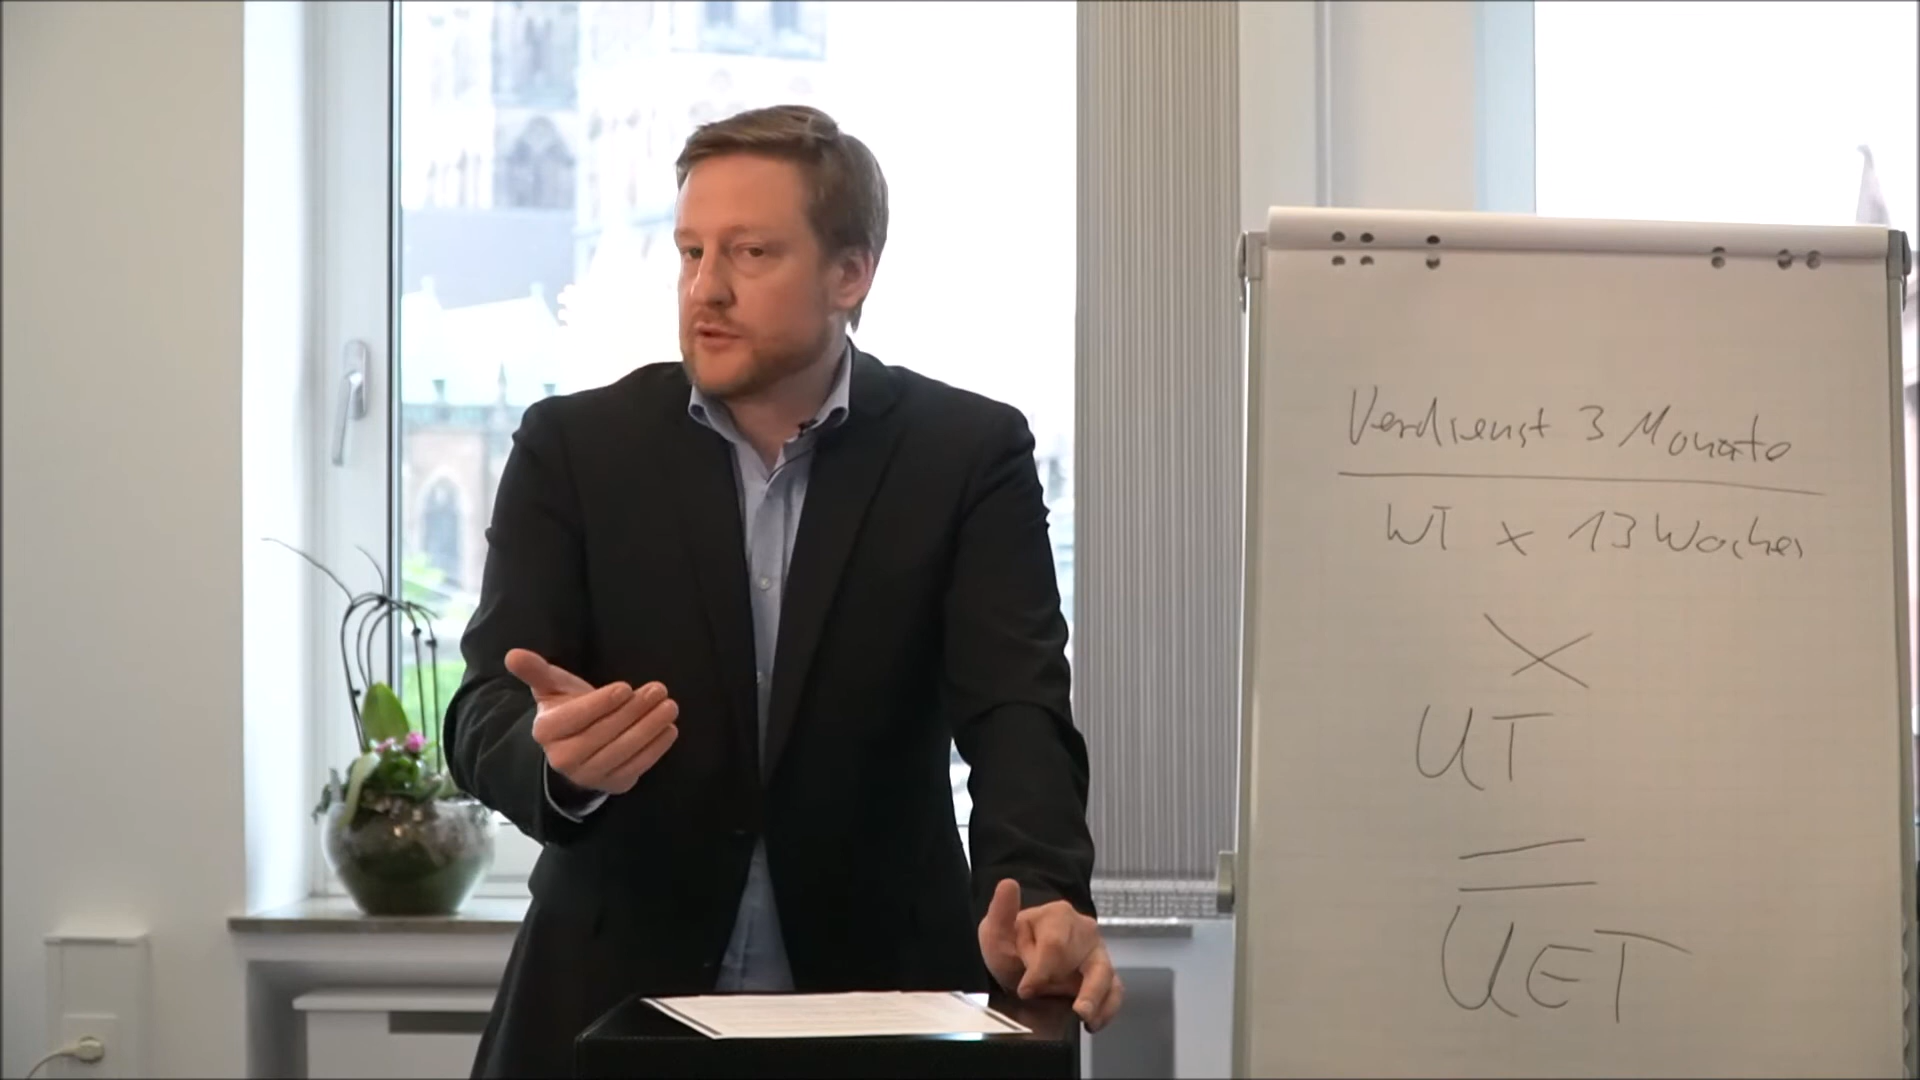 Verdienst 3 Monate
WT x 13 Wochen
X
UT
=
UET